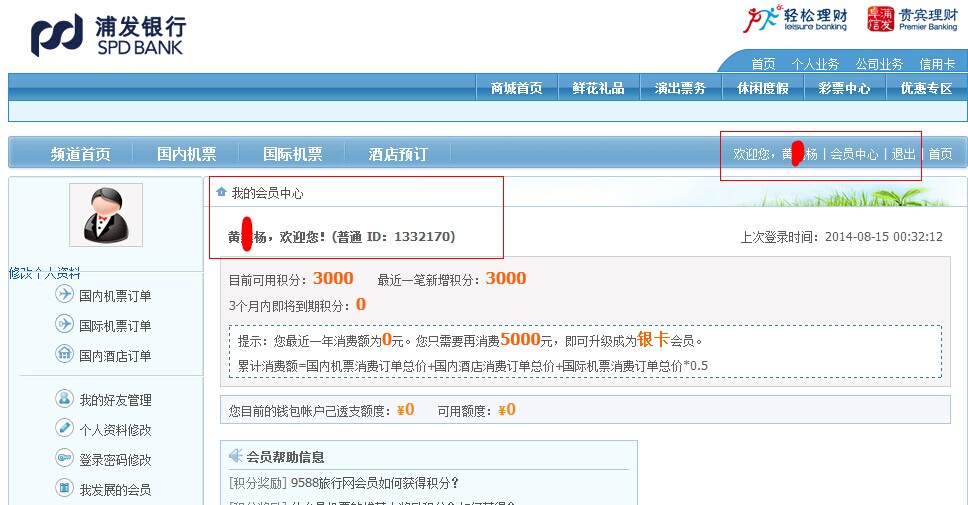 浦发银行
SPD BANK
轻松理财
leisure banking
卓信 浦发
贵宾理财
Premier Banking
首页 个人业务 公司业务 信用卡
商城首页 鲜花礼品 演出票务 休闲度假 彩票中心 优惠专区
频道首页 国内机票 国际机票 酒店预订
欢迎您，黄 杨 | 会员中心 | 退出 | 首页
我的会员中心
黄 杨，欢迎您！(普通 ID：1332170)
上次登录时间：2014-08-15 00:32:12
修改个人资料
国内机票订单
国际机票订单
国内酒店订单
我的好友管理
个人资料修改
登录密码修改
我发展的会员
目前可用积分：3000 最近一笔新增积分：3000
3个月内即将到期积分：0
提示：您最近一年消费额为0元。您只需要再消费5000元，即可升级成为银卡会员。
累计消费额=国内机票消费订单总价+国内酒店消费订单总价+国际机票消费订单总价*0.5
您目前的钱包帐户已透支额度：¥0 可用额度：¥0
会员帮助信息
[积分奖励] 9588旅行网会员如何获得积分？